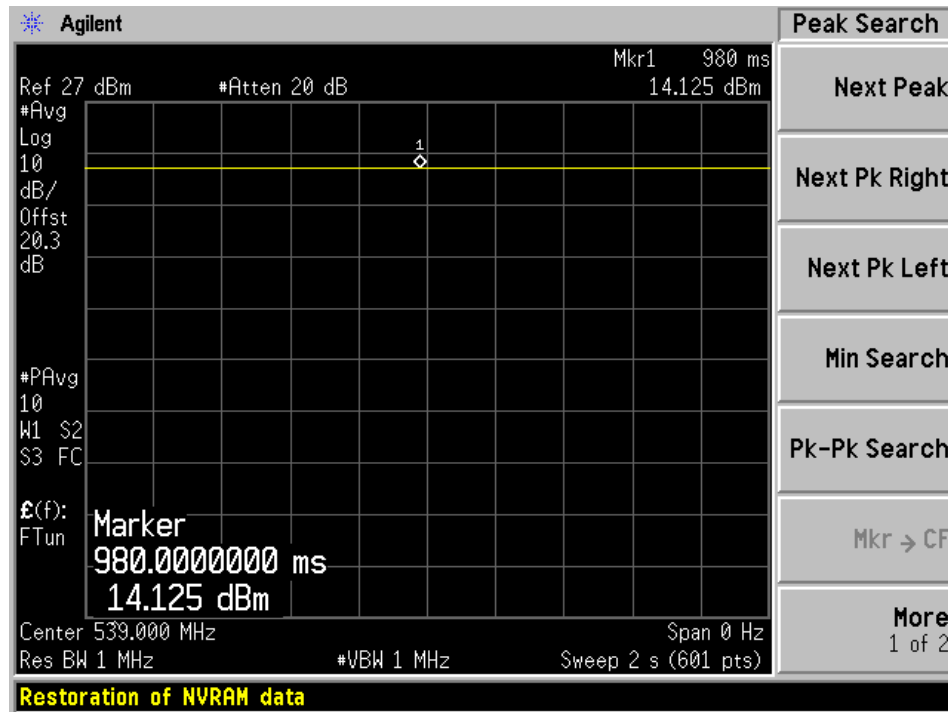 Agilent
Peak Search
Mkr1 980 ms
Ref 27 dBm #Atten 20 dB 14.125 dBm
#Avg
Log
10
dB/
Offst
20.3
dB
1
#PAvg
10
W1 S2
S3 FC
£(f):
FTun
Marker
980.0000000 ms
14.125 dBm
Center 539.000 MHz Span 0 Hz
Res BW 1 MHz #VBW 1 MHz Sweep 2 s (601 pts)
Restoration of NVRAM data
Next Peak
Next Pk Right
Next Pk Left
Min Search
Pk-Pk Search
Mkr → CF
More
1 of 2